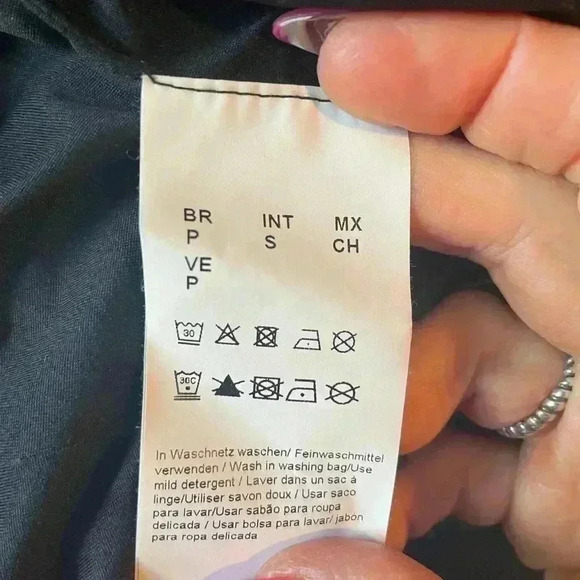 BR INT MX
P S CH
VE
P
30
30C
In Waschnetz waschen/ Feinwaschmittel
verwenden / Wash in washing bag/Use
mild detergent / Laver dans un sac à
linge/Utiliser savon doux / Usar saco
para lavar/Usar sabão para roupa
delicada / Usar bolsa para lavar/ jabon
para ropa delicada